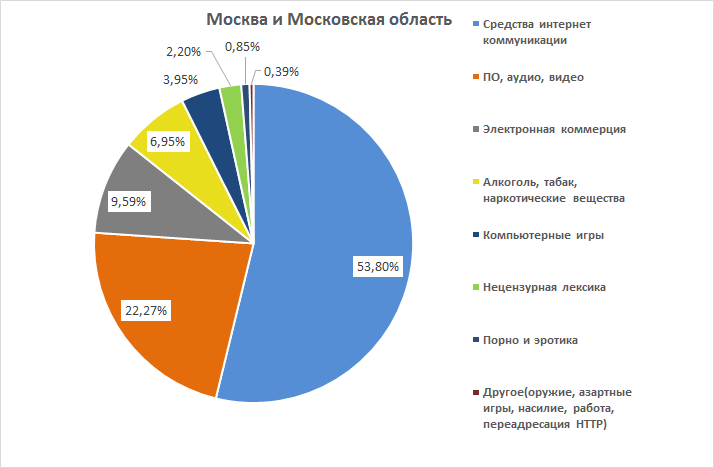 Москва и Московская область
0,85%
2,20%
0,39%
3,95%
6,95%
9,59%
53,80%
22,27%
Средства интернет
коммуникации
ПО, аудио, видео
Электронная коммерция
Алкоголь, табак,
наркотические вещества
Компьютерные игры
Нецензурная лексика
Порно и эротика
Другое(оружие, азартные
игры, насилие, работа,
переадресация HTTP)